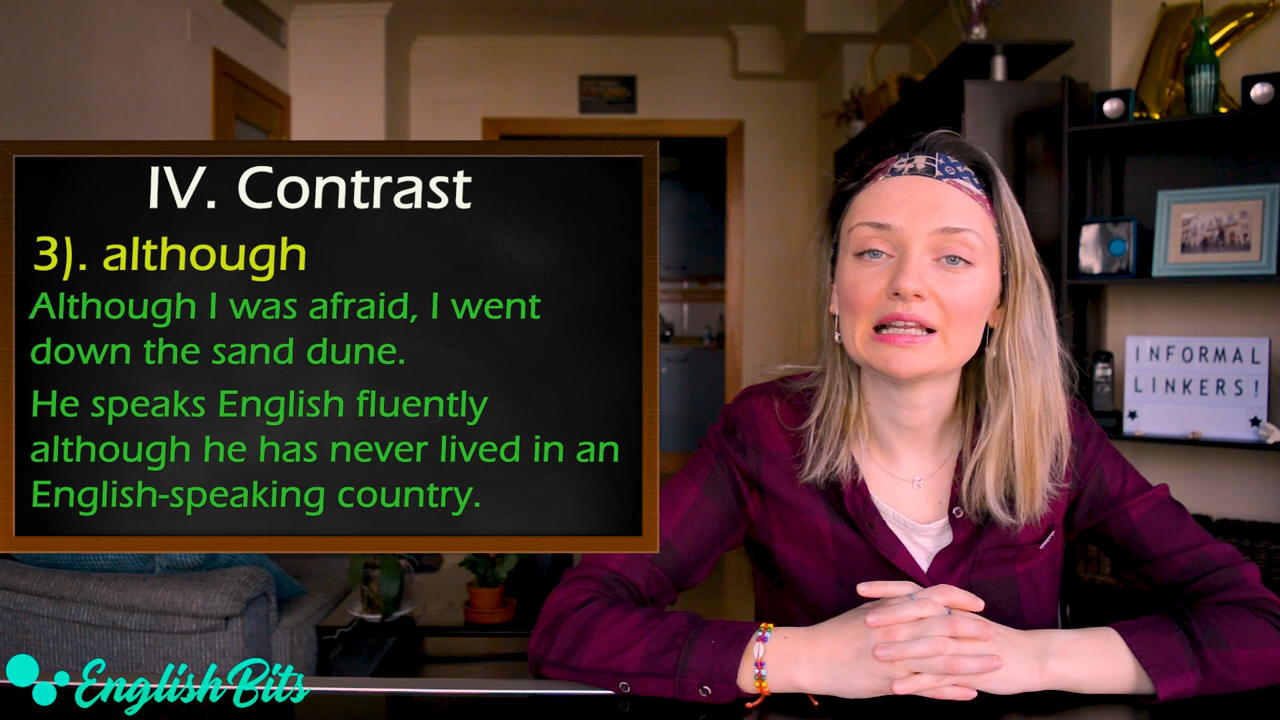 IV. Contrast
3). although
Although I was afraid, I went
down the sand dune.
He speaks English fluently
although he has never lived in an
English-speaking country.
INFORMAL
LINKERS!
EnglishBits